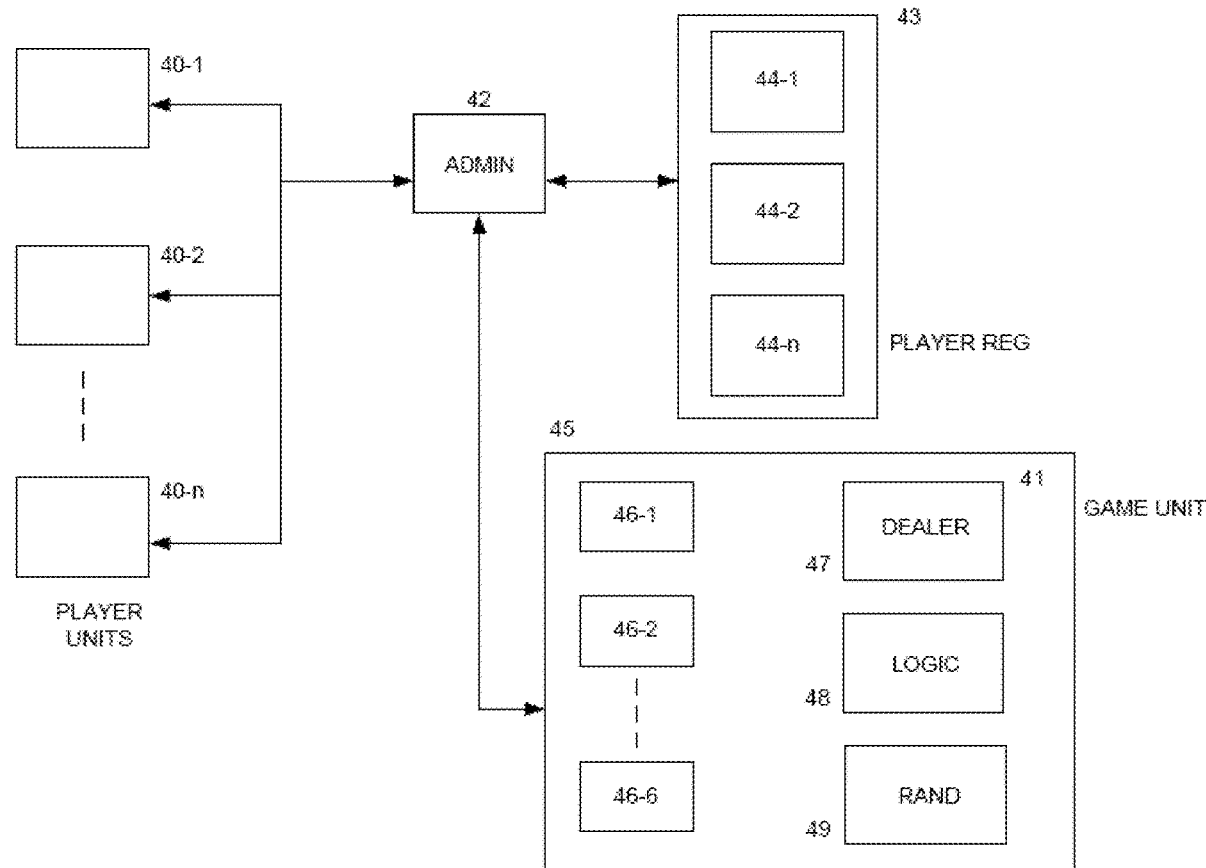 40-1
40-2
40-n
PLAYER
UNITS
42
ADMIN
43
44-1
44-2
44-n
PLAYER REG
45
41
GAME UNIT
46-1
46-2
46-6
DEALER
47
LOGIC
48
RAND
49